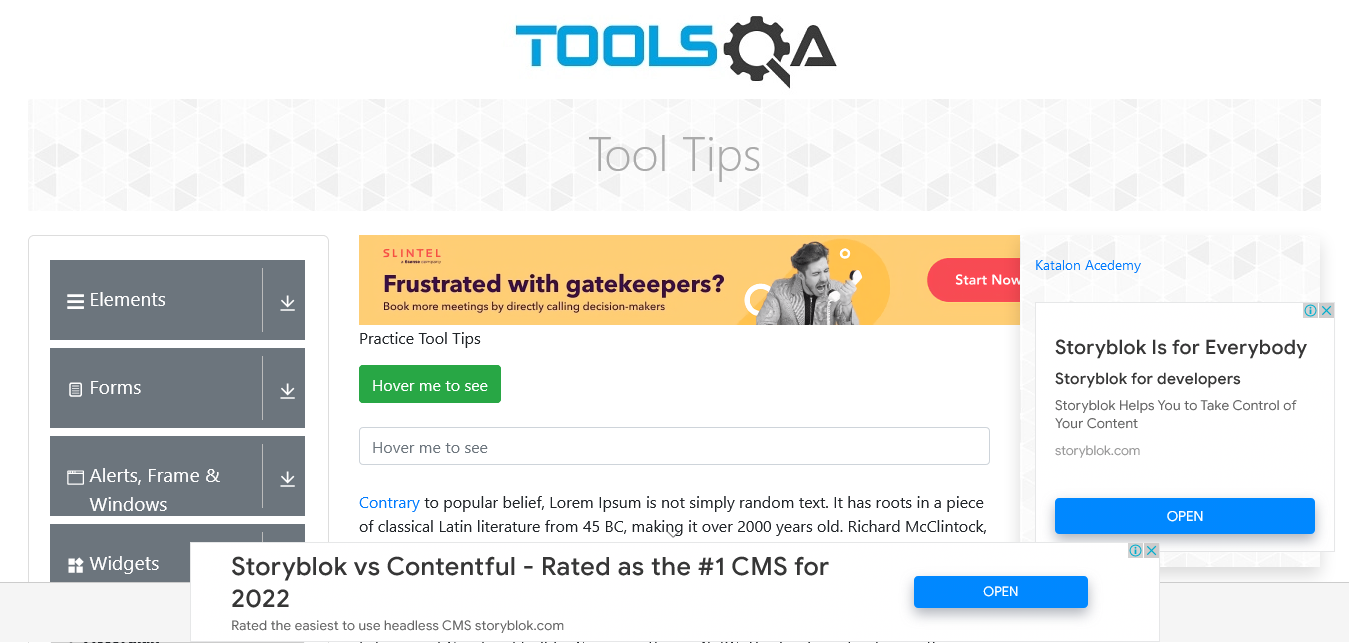 TOOLSQA
Tool Tips
Elements
Forms
Alerts, Frame &
Windows
Widgets
SLINTEL
Frustrated with gatekeepers?
Book more meetings by directly calling decision-makers
Start Now
Practice Tool Tips
Hover me to see
Hover me to see
Contrary to popular belief, Lorem Ipsum is not simply random text. It has roots in a piece
of classical Latin literature from 45 BC, making it over 2000 years old. Richard McClintock,
Katalon Acedemy
Storyblok Is for Everybody
Storyblok for developers
Storyblok Helps You to Take Control of
Your Content
storyblok.com
OPEN
Storyblok vs Contentful - Rated as the #1 CMS for
2022
Rated the easiest to use headless CMS storyblok.com
OPEN